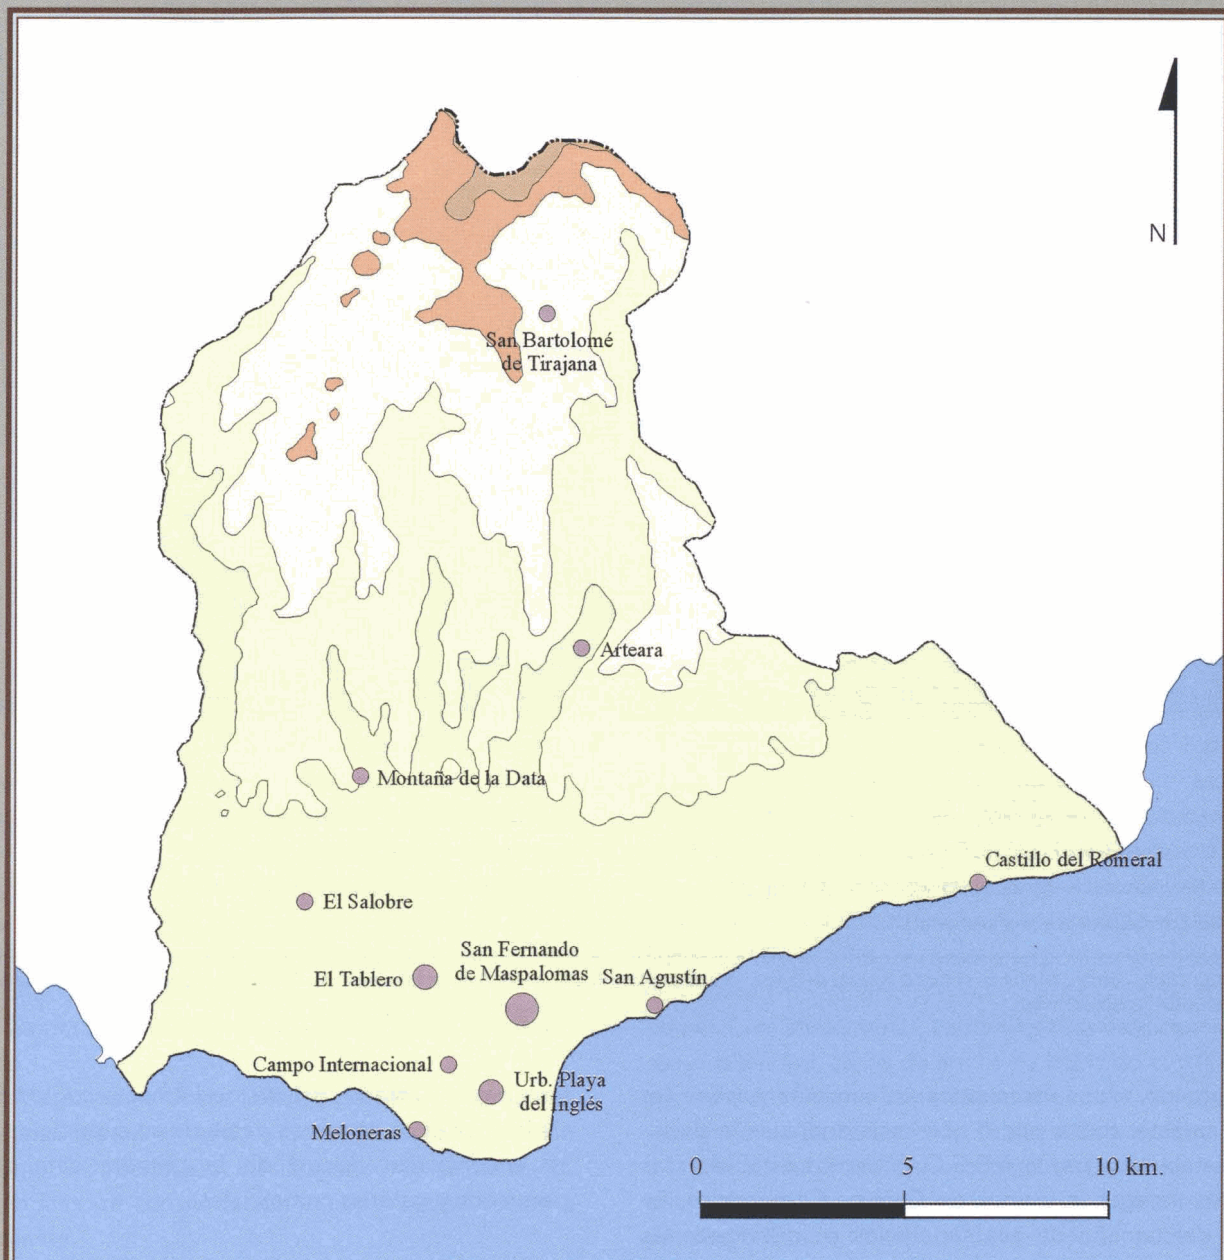 N
San Bartolomé
de Tirajana
Arteara
Montaña de la Data
Castillo del Romeral
El Salobre
San Fernando
de Maspalomas
El Tablero
San Agustín
Campo Internacional
Urb. Playa
del Inglés
Meloneras
0 5 10 km.